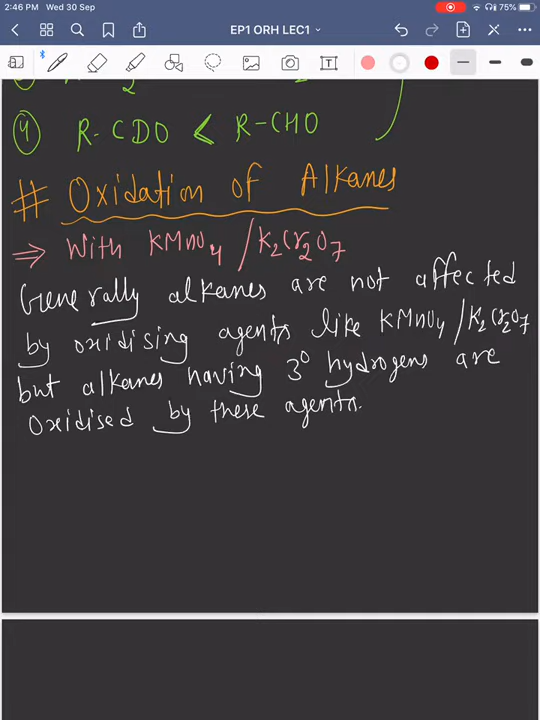 2:46 PM Wed 30 Sep 75%
EP1 ORH LEC1
T
2
④ R-CDO < R-CHO
# Oxidation of Alkanes
⇒ With KMnO4/K2Cr2O7
Generally alkanes are not affected
by oxidising agents like KMnO4/K2Cr2O7
but alkanes having 3° hydrogens are
Oxidised by these agents.